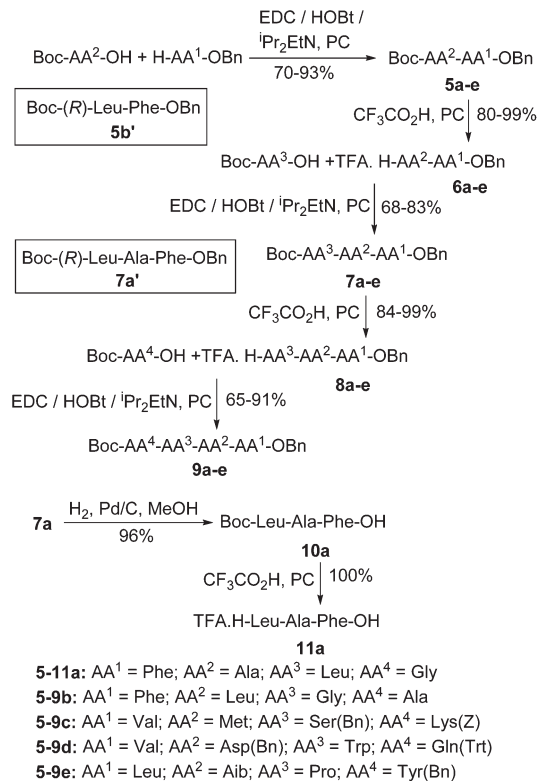 EDC / HOBt /
ⁱPr₂EtN, PC
Boc-AA²-OH + H-AA¹-OBn
Boc-AA²-AA¹-OBn
70-93%
5a-e
Boc-(R)-Leu-Phe-OBn
5b'
CF₃CO₂H, PC
80-99%
Boc-AA³-OH +TFA. H-AA²-AA¹-OBn
6a-e
EDC / HOBt / ⁱPr₂EtN, PC
68-83%
Boc-(R)-Leu-Ala-Phe-OBn
7a'
Boc-AA³-AA²-AA¹-OBn
7a-e
CF₃CO₂H, PC
84-99%
Boc-AA⁴-OH +TFA. H-AA³-AA²-AA¹-OBn
8a-e
EDC / HOBt / ⁱPr₂EtN, PC
65-91%
Boc-AA⁴-AA³-AA²-AA¹-OBn
9a-e
H₂, Pd/C, MeOH
7a
Boc-Leu-Ala-Phe-OH
96%
10a
CF₃CO₂H, PC
100%
TFA.H-Leu-Ala-Phe-OH
11a
5-11a: AA¹ = Phe; AA² = Ala; AA³ = Leu; AA⁴ = Gly
5-9b: AA¹ = Phe; AA² = Leu; AA³ = Gly; AA⁴ = Ala
5-9c: AA¹ = Val; AA² = Met; AA³ = Ser(Bn); AA⁴ = Lys(Z)
5-9d: AA¹ = Val; AA² = Asp(Bn); AA³ = Trp; AA⁴ = Gln(Trt)
5-9e: AA¹ = Leu; AA² = Aib; AA³ = Pro; AA⁴ = Tyr(Bn)